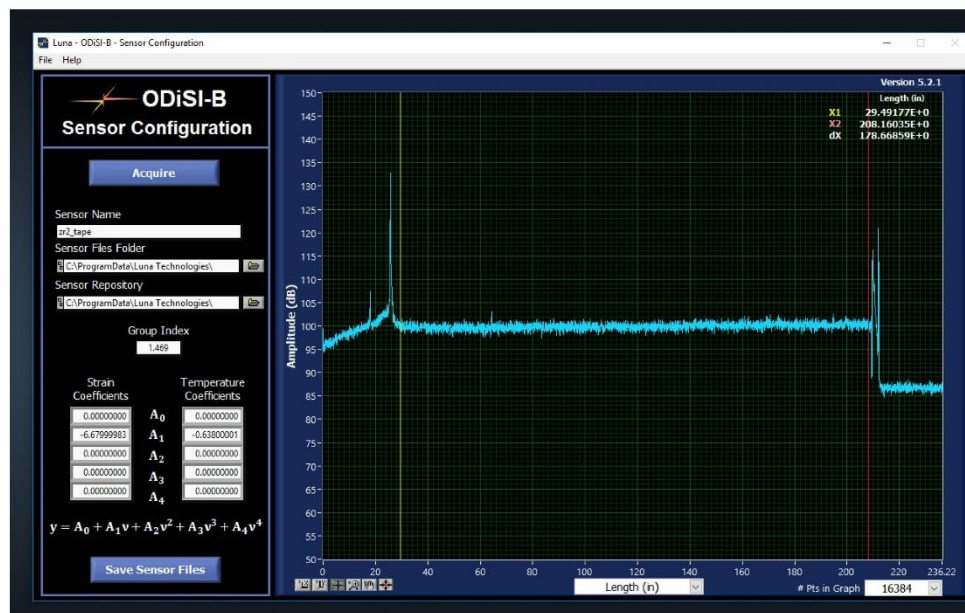 Luna - ODiSI-B - Sensor Configuration
File Help
ODiSI-B
Sensor Configuration
Acquire
Sensor Name
zr2_tape
Sensor Files Folder
C:\ProgramData\Luna Technologies\
Sensor Repository
C:\ProgramData\Luna Technologies\
Group Index
1.469
Strain Coefficients
Temperature Coefficients
0.00000000 A0 0.00000000
-6.67999983 A1 -0.63800001
0.00000000 A2 0.00000000
0.00000000 A3 0.00000000
0.00000000 A4 0.00000000
y = A0 + A1ν + A2ν² + A3ν³ + A4ν⁴
Save Sensor Files
Version 5.2.1
Length (in)
X1 29.49177E+0
X2 208.16035E+0
dX 178.66859E+0
Amplitude (dB)
150
145
140
135
130
125
120
115
110
105
100
95
90
85
80
75
70
65
60
55
50
0 20 40 60 80 100 120 140 160 180 200 220 236.22
Length (in)
# Pts in Graph 16384